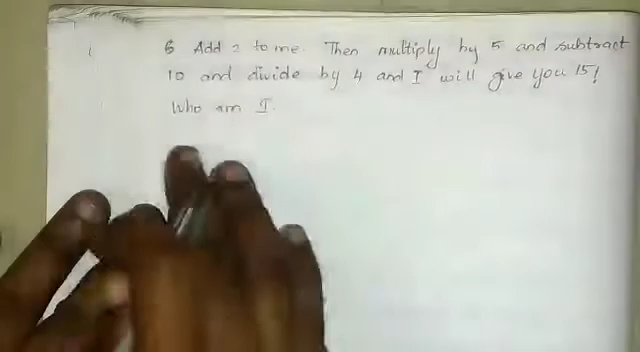 6 Add 2 to me. Then multiply by 5 and subtract
10 and divide by 4 and I will give you 15!
Who am I.